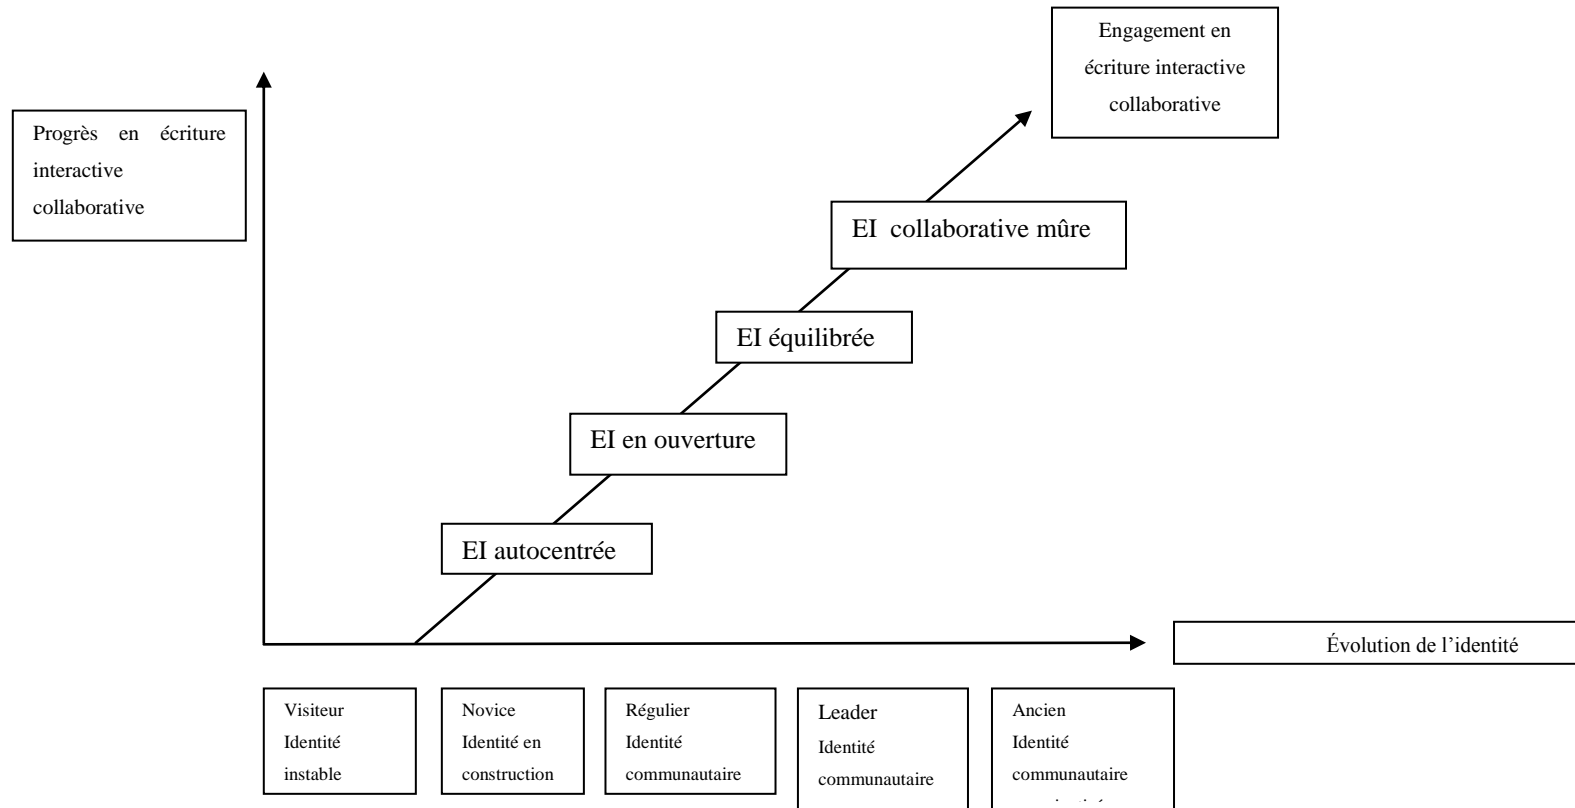 Engagement en
écriture interactive
collaborative
Progrès en écriture
interactive
collaborative
EI collaborative mûre
EI équilibrée
EI en ouverture
EI autocentrée
Évolution de l’identité
Visiteur
Identité
instable
Novice
Identité en
construction
Régulier
Identité
communautaire
Leader
Identité
communautaire
Ancien
Identité
communautaire